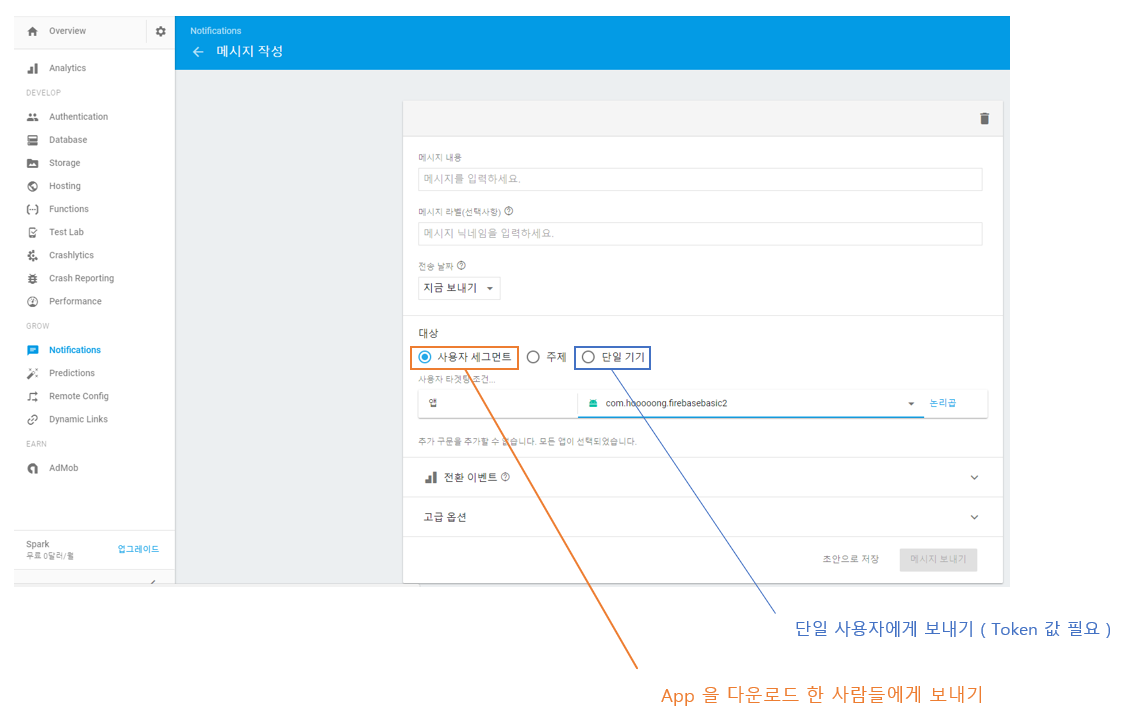 Overview
Analytics
DEVELOP
Authentication
Database
Storage
Hosting
Functions
Test Lab
Crashlytics
Crash Reporting
Performance
GROW
Notifications
Predictions
Remote Config
Dynamic Links
EARN
AdMob
Spark
무료 0달러/월
업그레이드
Notifications
메시지 작성
메시지 내용
메시지를 입력하세요.
메시지 라벨(선택사항)
메시지 닉네임을 입력하세요.
전송 날짜
지금 보내기
대상
사용자 세그먼트 주제 단일 기기
사용자 타겟팅 조건...
앱 com.hooooong.firebasebasic2 논리곱
추가 구문을 추가할 수 없습니다. 모든 앱이 선택되었습니다.
전환 이벤트
고급 옵션
초안으로 저장 메시지 보내기
단일 사용자에게 보내기 ( Token 값 필요 )
App 을 다운로드 한 사람들에게 보내기